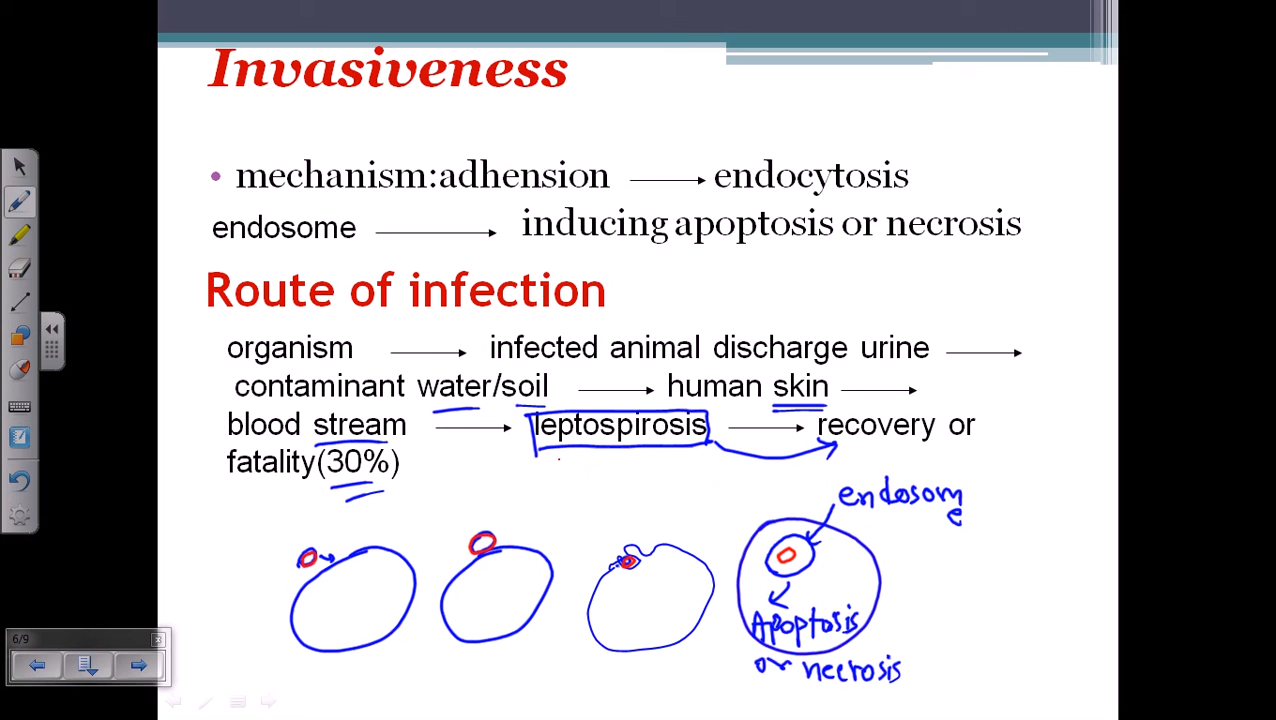 Invasiveness
• mechanism:adhension → endocytosis
endosome → inducing apoptosis or necrosis
Route of infection
organism → infected animal discharge urine →
contaminant water/soil → human skin →
blood stream → leptospirosis → recovery or
fatality(30%)
endosome
Apoptosis
or necrosis
6/9